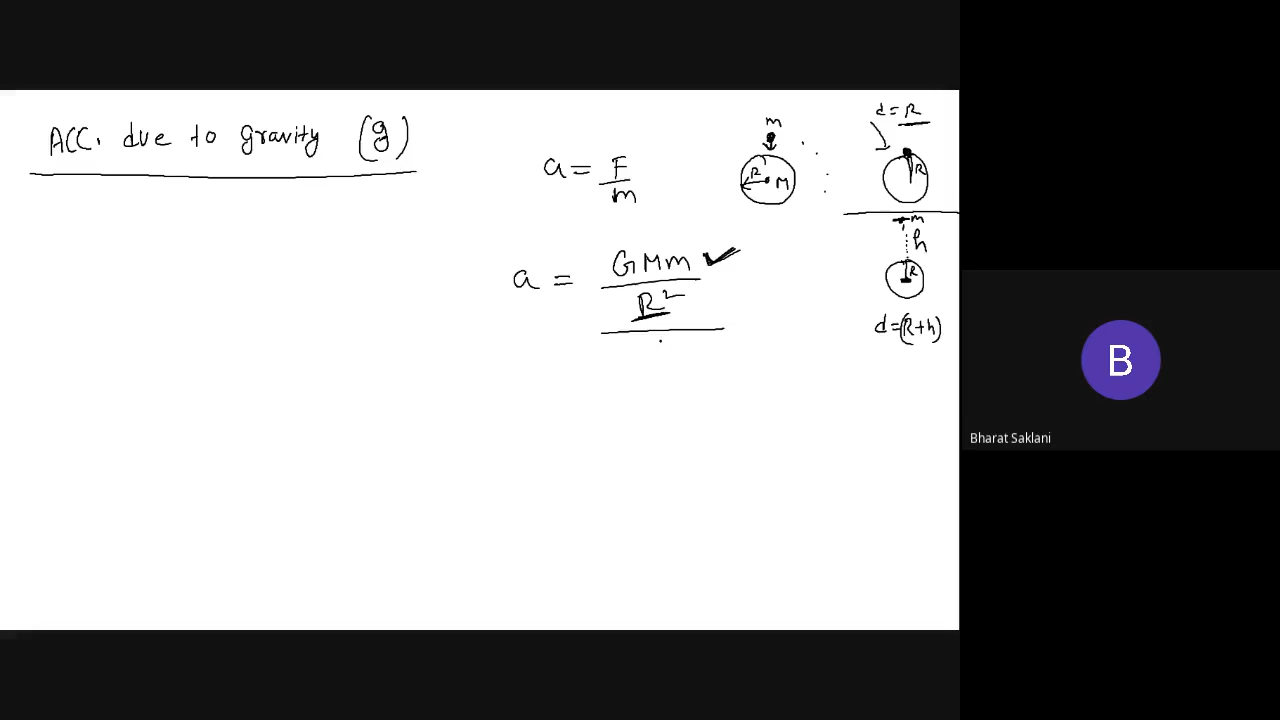 Acc. due to gravity (g)
a = F/m
m
R M
a = GMm ✓
R²
d = R
R
m
h
R
d = (R+h)
B
Bharat Saklani